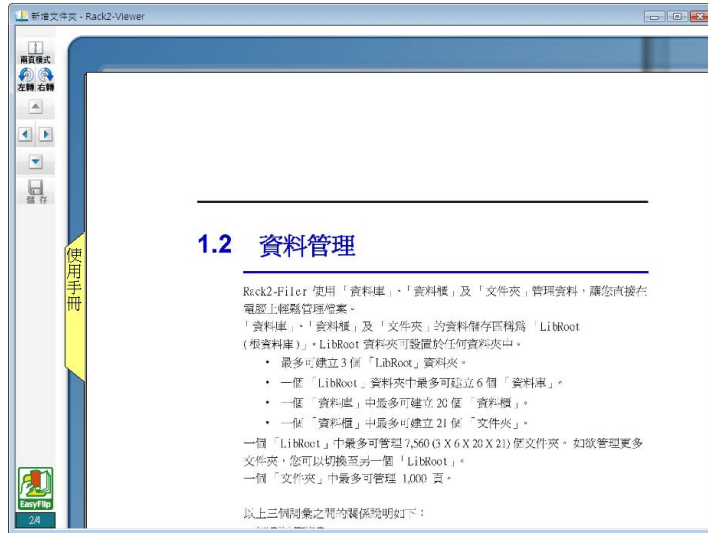 新增文件夾 - Rack2-Viewer
兩頁模式
左轉 右轉
儲存
使用手冊
1.2 資料管理
Rack2-Filer 使用「資料庫」、「資料櫃」及「文件夾」管理資料，讓您直接在
電腦上輕鬆管理檔案。
「資料庫」、「資料櫃」及「文件夾」的資料儲存區稱為「LibRoot
(根資料庫)」。LibRoot 資料夾可設置於任何資料夾中。
• 最多可建立 3 個「LibRoot」資料夾。
• 一個「LibRoot」資料夾中最多可建立 6 個「資料庫」。
• 一個「資料庫」中最多可建立 20 個「資料櫃」。
• 一個「資料櫃」中最多可建立 21 個「文件夾」。
一個「LibRoot」中最多可管理 7,560 (3 X 6 X 20 X 21) 個文件夾。 如欲管理更多
文件夾，您可以切換至另一個「LibRoot」。
一個「文件夾」中最多可管理 1,000 頁。
以上三個詞彙之間的關係說明如下：
EasyFlip
2/4